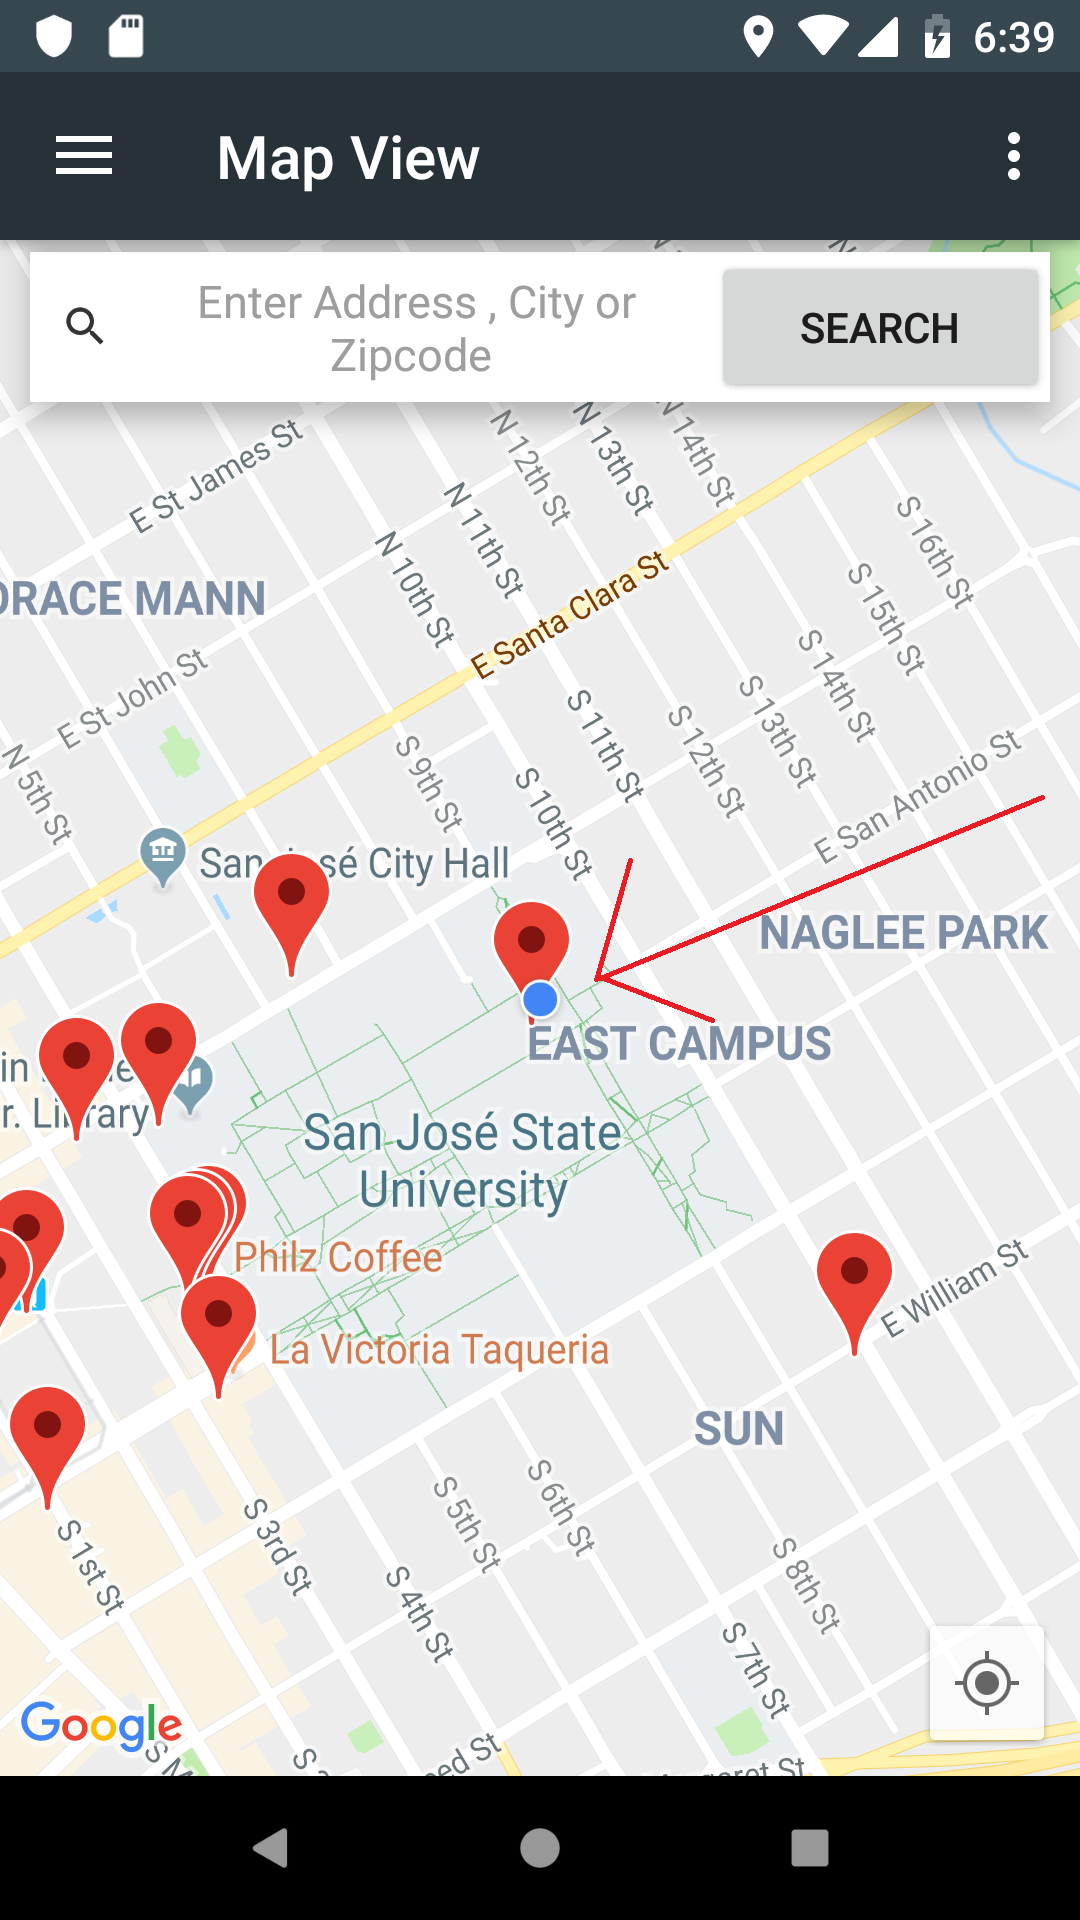 6:39
Map View
Enter Address , City or
Zipcode
SEARCH
E St James St
N 12th St
N 13th St
N 14th St
N 11th St
N 10th St
S 16th St
S 15th St
E Santa Clara St
S 14th St
E St John St
S 13th St
S 12th St
S 11th St
N 5th St
S 9th St
S 10th St
E San Antonio St
San José City Hall
NAGLEE PARK
EAST CAMPUS
r. Library
San José State
University
Philz Coffee
E William St
La Victoria Taqueria
SUN
S 6th St
S 5th St
S 3rd St
S 1st St
S 4th St
S 8th St
S 7th St
Google
ORACE MANN